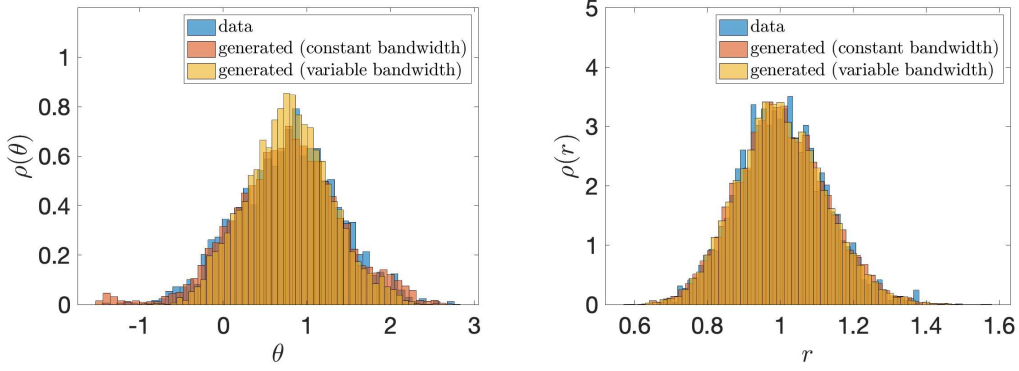 data
generated (constant bandwidth)
generated (variable bandwidth)
1
0.8
0.6
0.4
0.2
0
ρ(θ)
-1 0 1 2 3
θ
data
generated (constant bandwidth)
generated (variable bandwidth)
5
4
3
2
1
0
ρ(r)
0.6 0.8 1 1.2 1.4 1.6
r